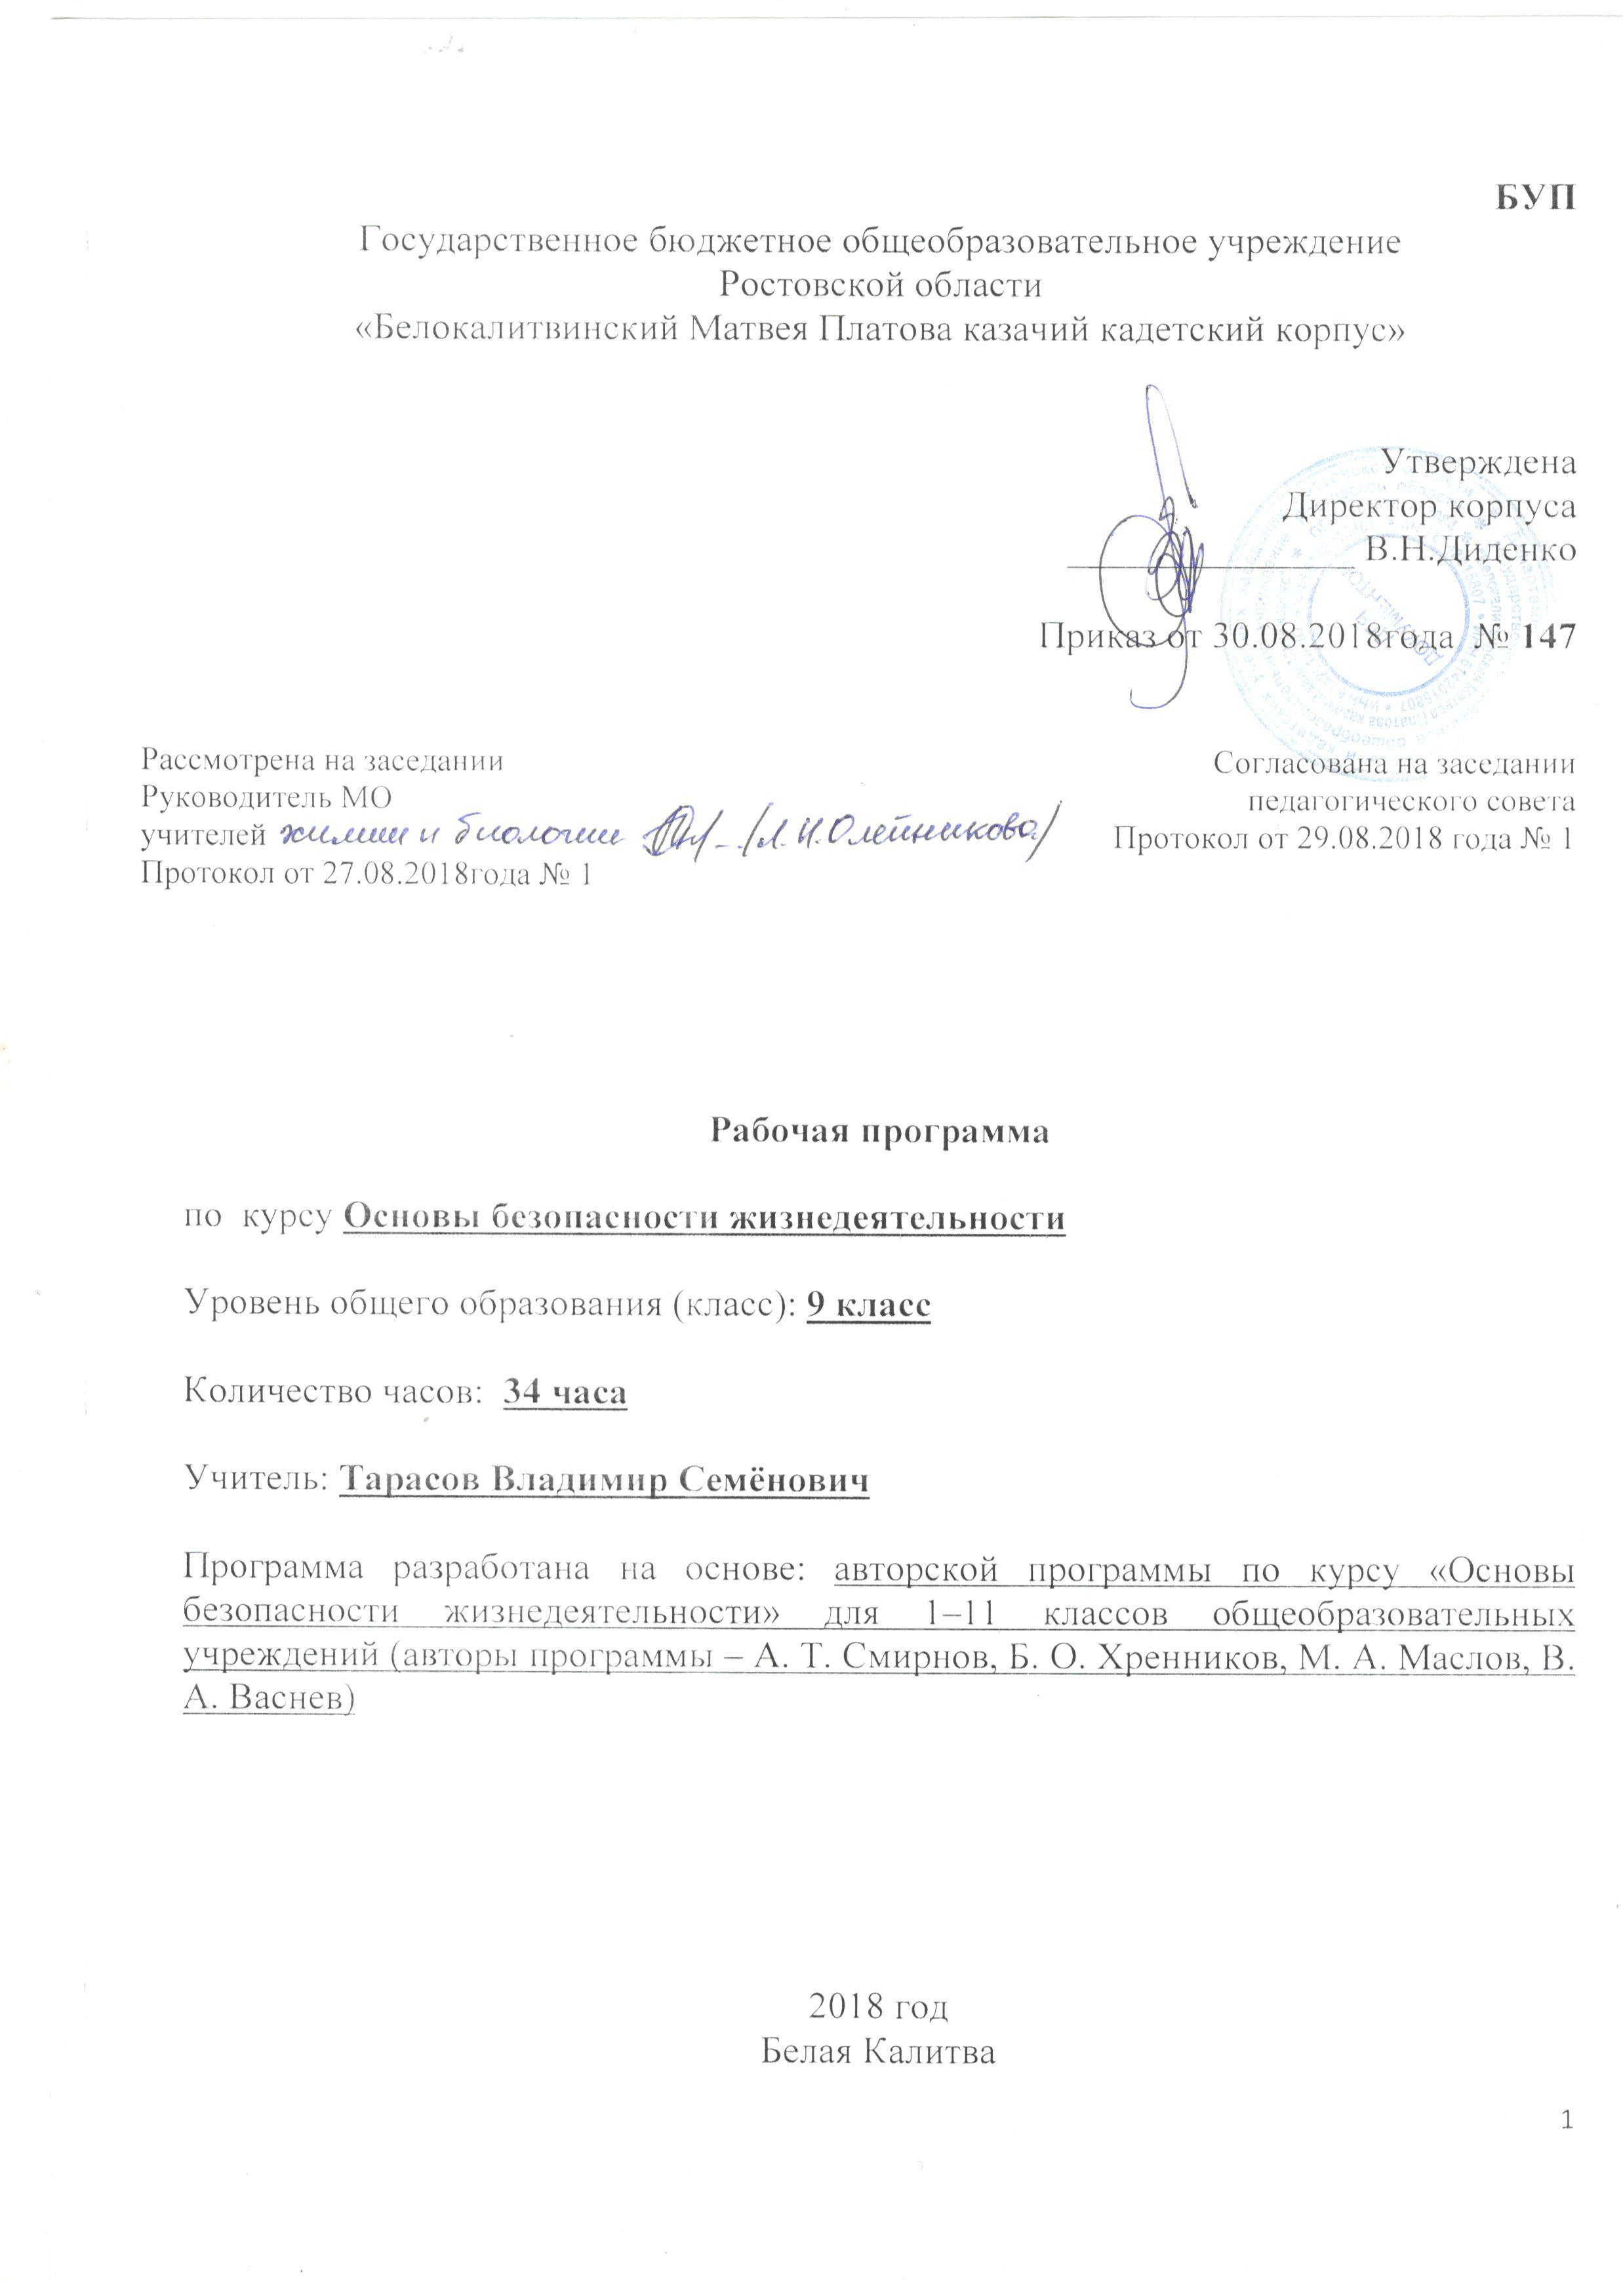 БУП
Государственное бюджетное общеобразовательное учреждение
Ростовской области
«Белокалитвинский Матвея Платова казачий кадетский корпус»
Утверждена
Директор корпуса
В.Н.Диденко
Приказ от 30.08.2018года № 147
Рассмотрена на заседании
Руководитель МО
учителей химии и биологии /Л.И.Олейникова/
Протокол от 27.08.2018года № 1
Согласована на заседании
педагогического совета
Протокол от 29.08.2018 года № 1
Рабочая программа
по курсу Основы безопасности жизнедеятельности
Уровень общего образования (класс): 9 класс
Количество часов: 34 часа
Учитель: Тарасов Владимир Семёнович
Программа разработана на основе: авторской программы по курсу «Основы
безопасности жизнедеятельности» для 1–11 классов общеобразовательных
учреждений (авторы программы – А. Т. Смирнов, Б. О. Хренников, М. А. Маслов, В.
А. Васнев)
2018 год
Белая Калитва
1